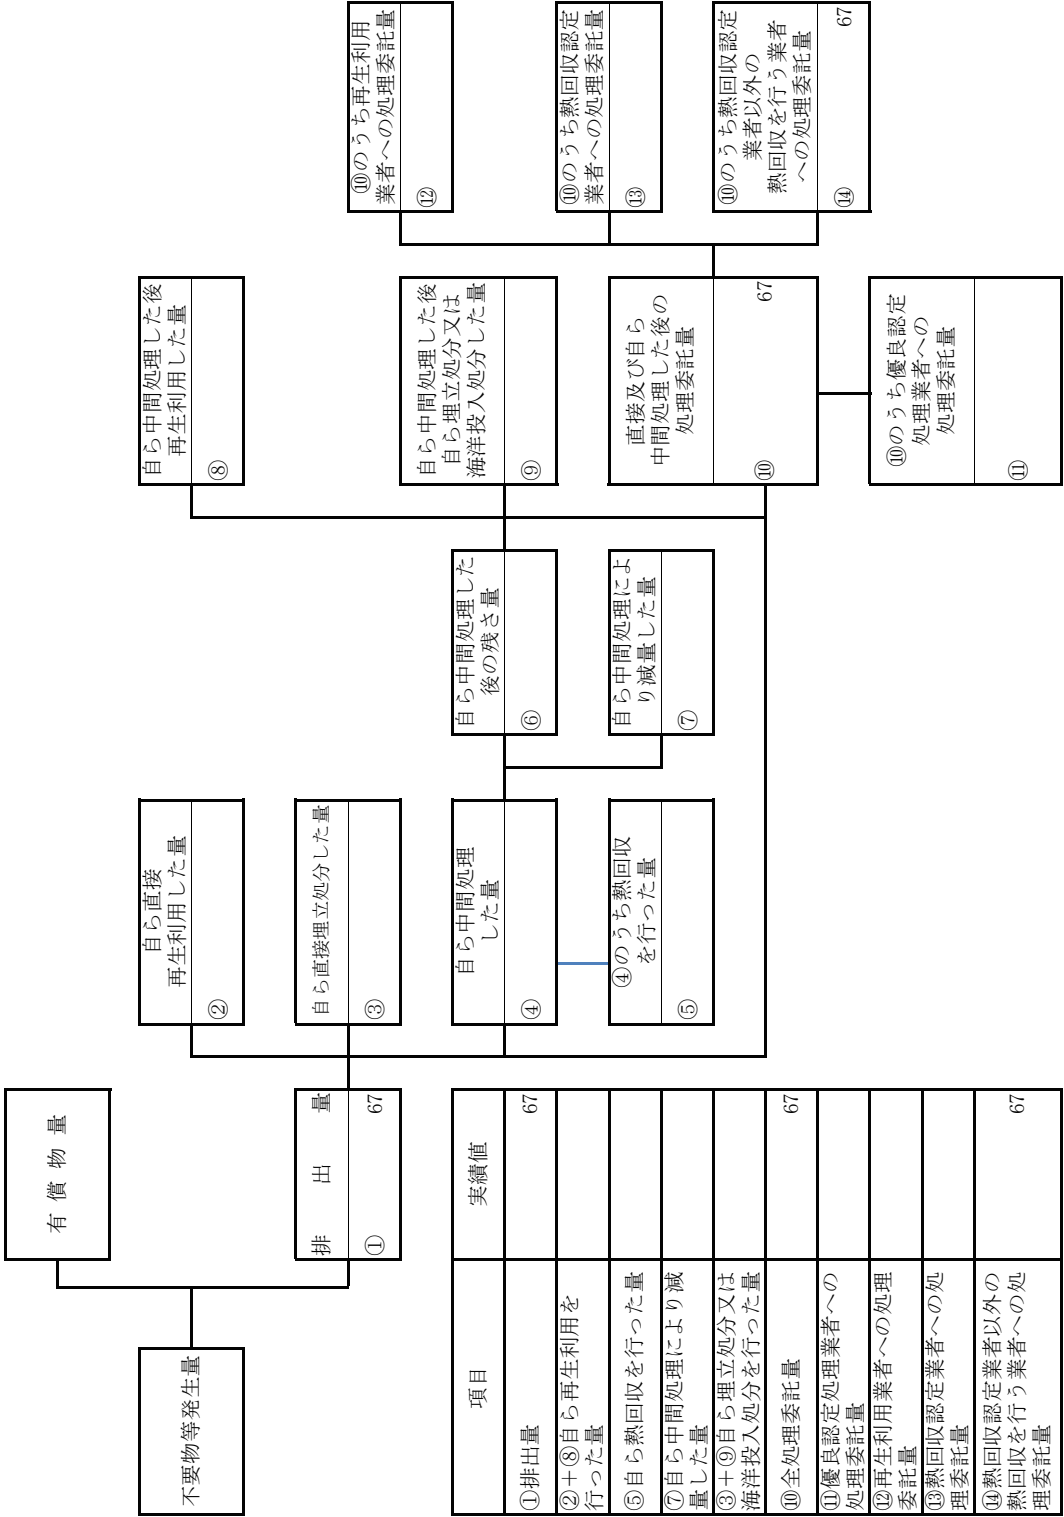 不要物等発生量
有償物量
排出量
① 67
自ら直接
再生利用した量
②
自ら直接埋立処分した量
③
自ら中間処理
した量
④
④のうち熱回収
を行った量
⑤
自ら中間処理した
後の残さ量
⑥
自ら中間処理によ
り減量した量
⑦
自ら中間処理した後
再生利用した量
⑧
自ら中間処理した後
自ら埋立処分又は
海洋投入処分した量
⑨
直接及び自ら
中間処理した後の
処理委託量
⑩ 67
⑩のうち優良認定
処理業者への
処理委託量
⑪
⑩のうち再生利用
業者への処理委託量
⑫
⑩のうち熱回収認定
業者への処理委託量
⑬
⑩のうち熱回収認定
業者以外の
熱回収を行う業者
への処理委託量
⑭ 67
項目 実績値
①排出量 67
②+⑧自ら再生利用を
行った量
⑤自ら熱回収を行った量
⑦自ら中間処理により減
量した量
③+⑨自ら埋立処分又は
海洋投入処分を行った量
⑩全処理委託量 67
⑪優良認定処理業者への
処理委託量
⑫再生利用業者への処理
委託量
⑬熱回収認定業者への処
理委託量
⑭熱回収認定業者以外の
熱回収を行う業者への処
理委託量 67